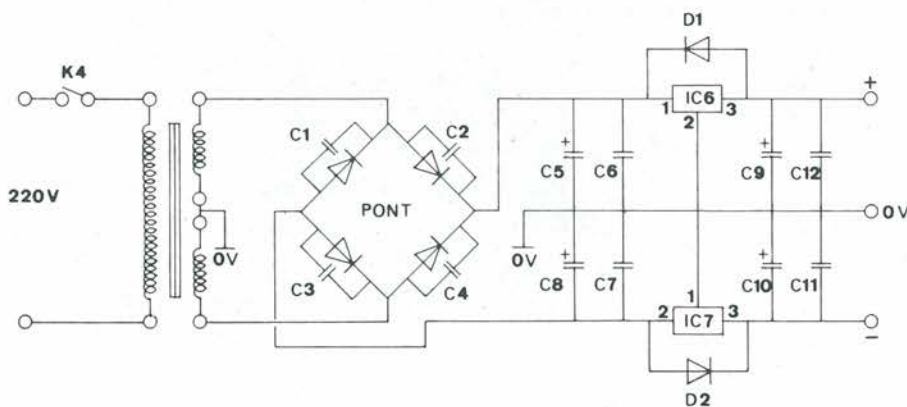 D1
K4
IC6
1 2 3
+
C1
C2
C5
+
C6
C9
+
C12
220V
PONT
0V
0V
0V
C3
C4
C8
+
C7
C10
+
C11
1
2 IC7 3
−
D2